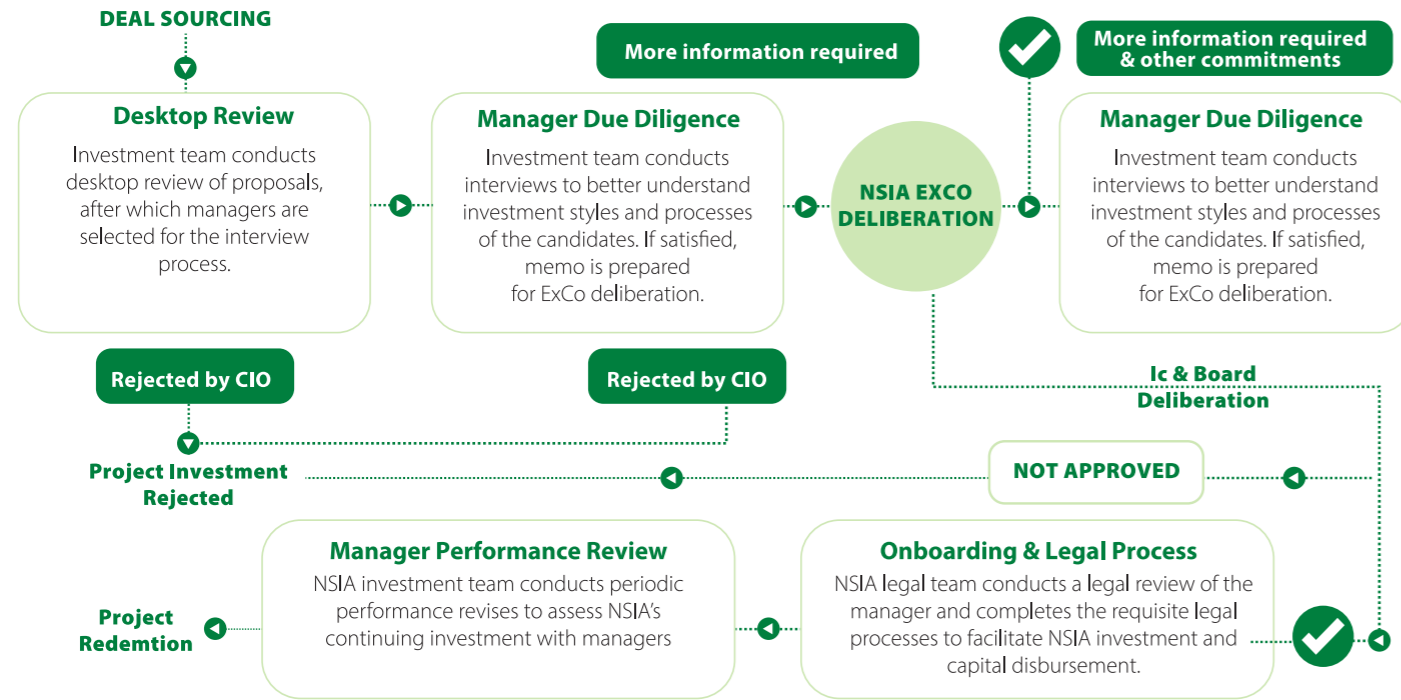 DEAL SOURCING
More information required
More information required
& other commitments
Desktop Review
Investment team conducts
desktop review of proposals,
after which managers are
selected for the interview
process.
Manager Due Diligence
Investment team conducts
interviews to better understand
investment styles and processes
of the candidates. If satisfied,
memo is prepared
for ExCo deliberation.
NSIA EXCO
DELIBERATION
Manager Due Diligence
Investment team conducts
interviews to better understand
investment styles and processes
of the candidates. If satisfied,
memo is prepared
for ExCo deliberation.
Rejected by CIO
Rejected by CIO
Ic & Board
Deliberation
Project Investment
Rejected
NOT APPROVED
Manager Performance Review
NSIA investment team conducts periodic
performance revises to assess NSIA's
continuing investment with managers
Onboarding & Legal Process
NSIA legal team conducts a legal review of the
manager and completes the requisite legal
processes to facilitate NSIA investment and
capital disbursement.
Project
Redemtion